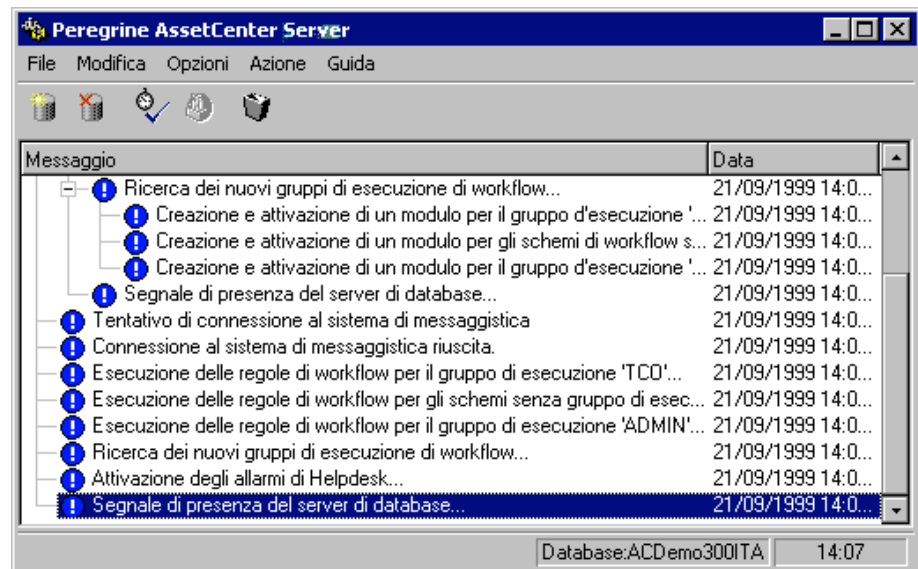 Peregrine AssetCenter Server
File Modifica Opzioni Azione Guida
Messaggio Data
Ricerca dei nuovi gruppi di esecuzione di workflow... 21/09/1999 14:0...
Creazione e attivazione di un modulo per il gruppo d'esecuzione '... 21/09/1999 14:0...
Creazione e attivazione di un modulo per gli schemi di workflow s... 21/09/1999 14:0...
Creazione e attivazione di un modulo per il gruppo d'esecuzione '... 21/09/1999 14:0...
Segnale di presenza del server di database... 21/09/1999 14:0...
Tentativo di connessione al sistema di messaggistica 21/09/1999 14:0...
Connessione al sistema di messaggistica riuscita. 21/09/1999 14:0...
Esecuzione delle regole di workflow per il gruppo di esecuzione 'TCO'... 21/09/1999 14:0...
Esecuzione delle regole di workflow per gli schemi senza gruppo di esec... 21/09/1999 14:0...
Esecuzione delle regole di workflow per il gruppo di esecuzione 'ADMIN'... 21/09/1999 14:0...
Ricerca dei nuovi gruppi di esecuzione di workflow... 21/09/1999 14:0...
Attivazione degli allarmi di Helpdesk... 21/09/1999 14:0...
Segnale di presenza del server di database... 21/09/1999 14:0...
Database:ACDemo300ITA 14:07